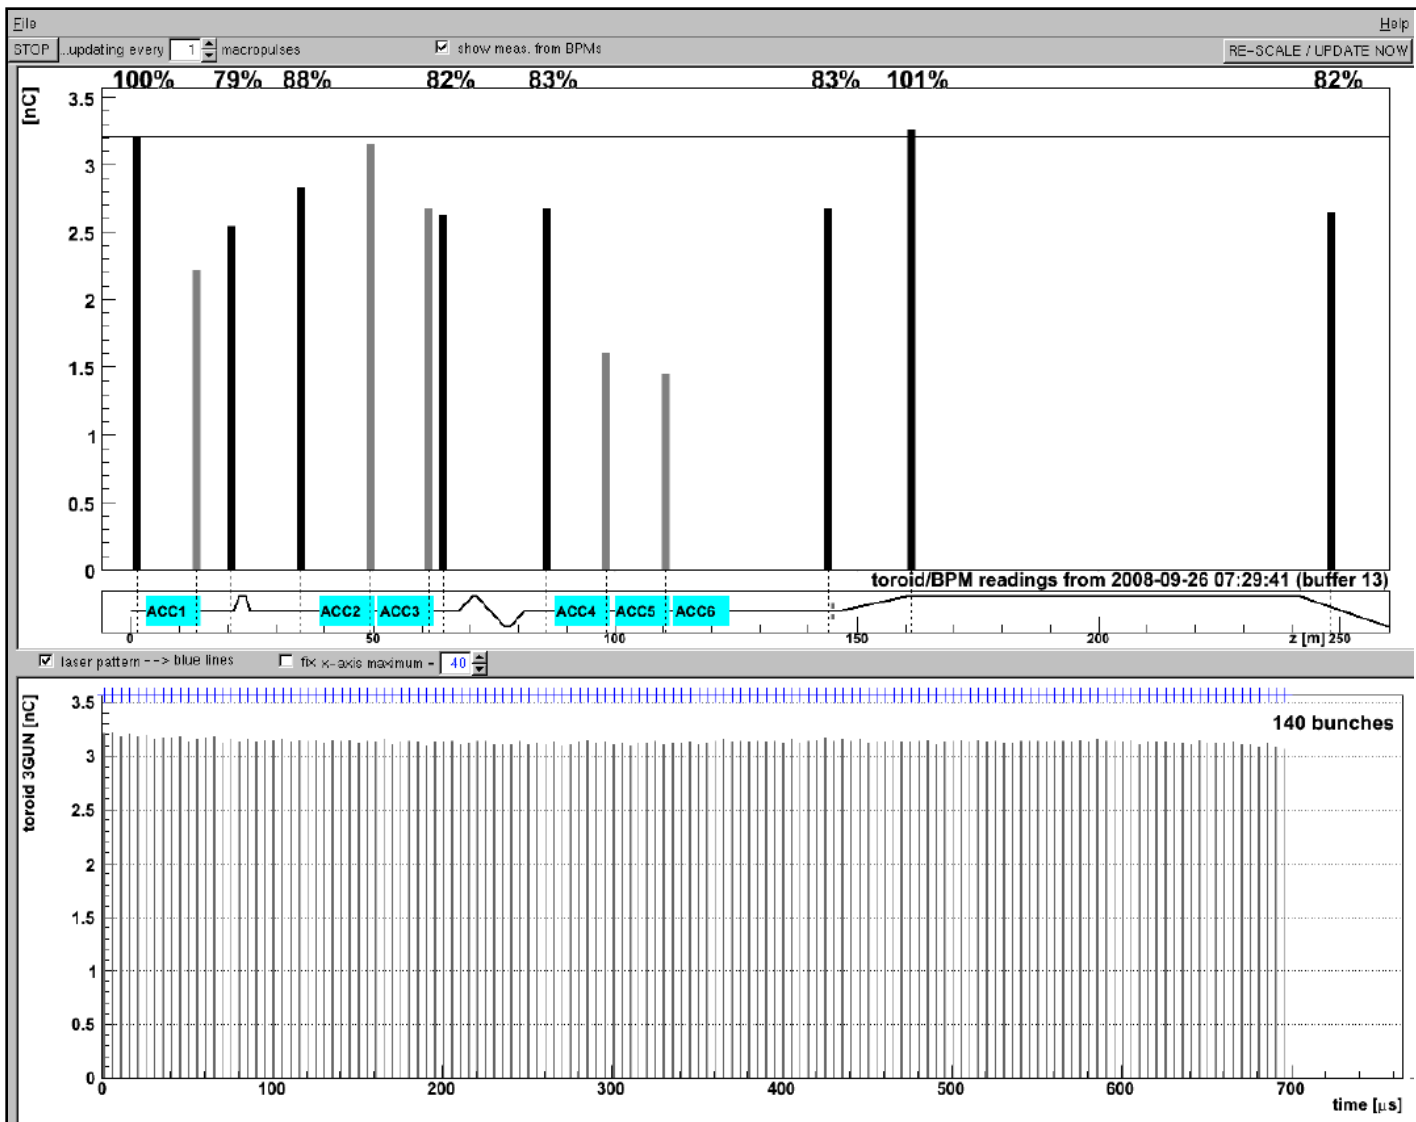 File Help
STOP ...updating every 1 macropulses show meas. from BPMs RE-SCALE / UPDATE NOW
100% 79% 88% 82% 83% 83% 101% 82%
[nC]
3.5
3
2.5
2
1.5
1
0.5
0
toroid/BPM readings from 2008-09-26 07:29:41 (buffer 13)
ACC1 ACC2 ACC3 ACC4 ACC5 ACC6
0 50 100 150 200 z [m] 250
laser pattern --> blue lines fix x-axis maximum = 40
toroid 3GUN [nC]
3.5
140 bunches
3
2.5
2
1.5
1
0.5
0
0 100 200 300 400 500 600 700
time [μs]